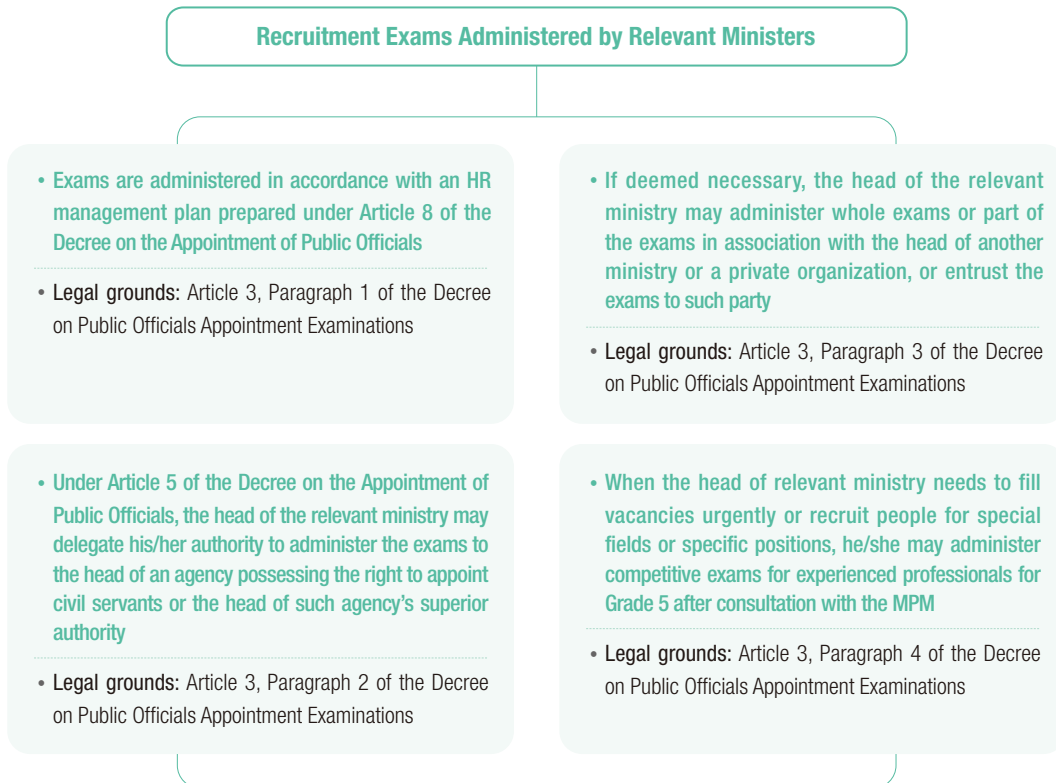 Recruitment Exams Administered by Relevant Ministers
• Exams are administered in accordance with an HR
management plan prepared under Article 8 of the
Decree on the Appointment of Public Officials
• Legal grounds: Article 3, Paragraph 1 of the Decree
on Public Officials Appointment Examinations
• If deemed necessary, the head of the relevant
ministry may administer whole exams or part of
the exams in association with the head of another
ministry or a private organization, or entrust the
exams to such party
• Legal grounds: Article 3, Paragraph 3 of the Decree
on Public Officials Appointment Examinations
• Under Article 5 of the Decree on the Appointment of
Public Officials, the head of the relevant ministry may
delegate his/her authority to administer the exams to
the head of an agency possessing the right to appoint
civil servants or the head of such agency's superior
authority
• Legal grounds: Article 3, Paragraph 2 of the Decree
on Public Officials Appointment Examinations
• When the head of relevant ministry needs to fill
vacancies urgently or recruit people for special
fields or specific positions, he/she may administer
competitive exams for experienced professionals for
Grade 5 after consultation with the MPM
• Legal grounds: Article 3, Paragraph 4 of the Decree
on Public Officials Appointment Examinations